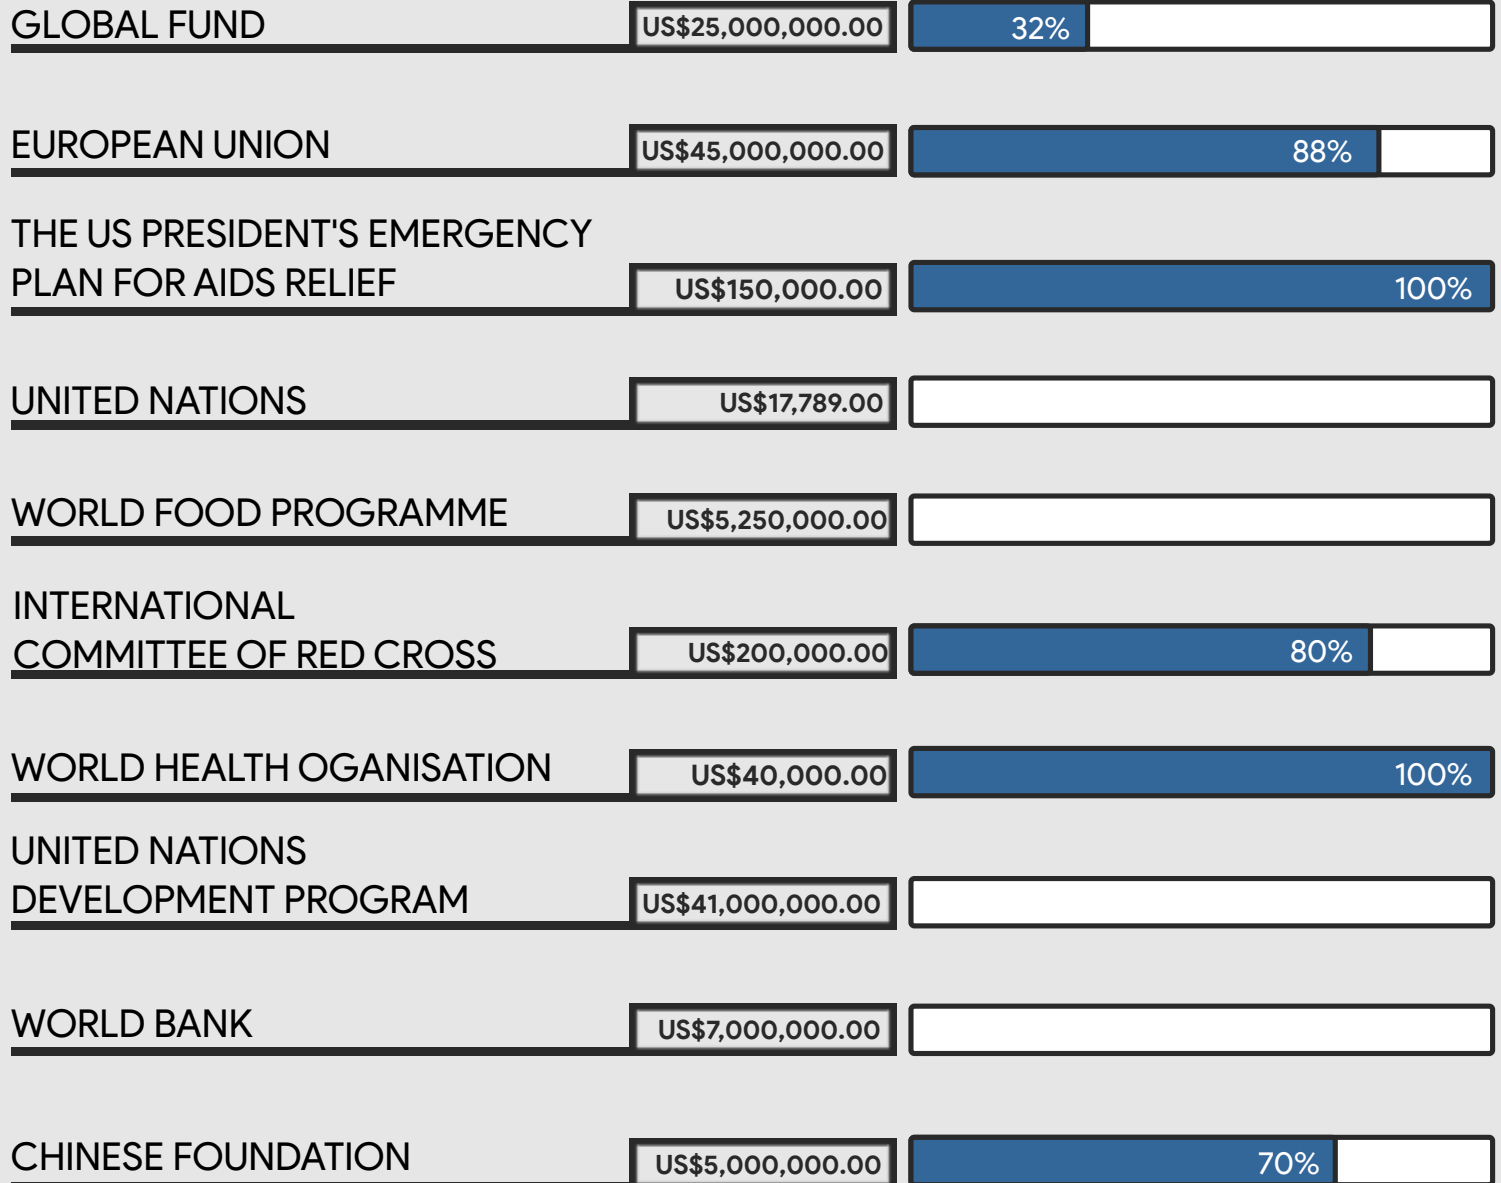 GLOBAL FUND US$25,000,000.00 32%
EUROPEAN UNION US$45,000,000.00 88%
THE US PRESIDENT'S EMERGENCY
PLAN FOR AIDS RELIEF US$150,000.00 100%
UNITED NATIONS US$17,789.00
WORLD FOOD PROGRAMME US$5,250,000.00
INTERNATIONAL
COMMITTEE OF RED CROSS US$200,000.00 80%
WORLD HEALTH OGANISATION US$40,000.00 100%
UNITED NATIONS
DEVELOPMENT PROGRAM US$41,000,000.00
WORLD BANK US$7,000,000.00
CHINESE FOUNDATION US$5,000,000.00 70%